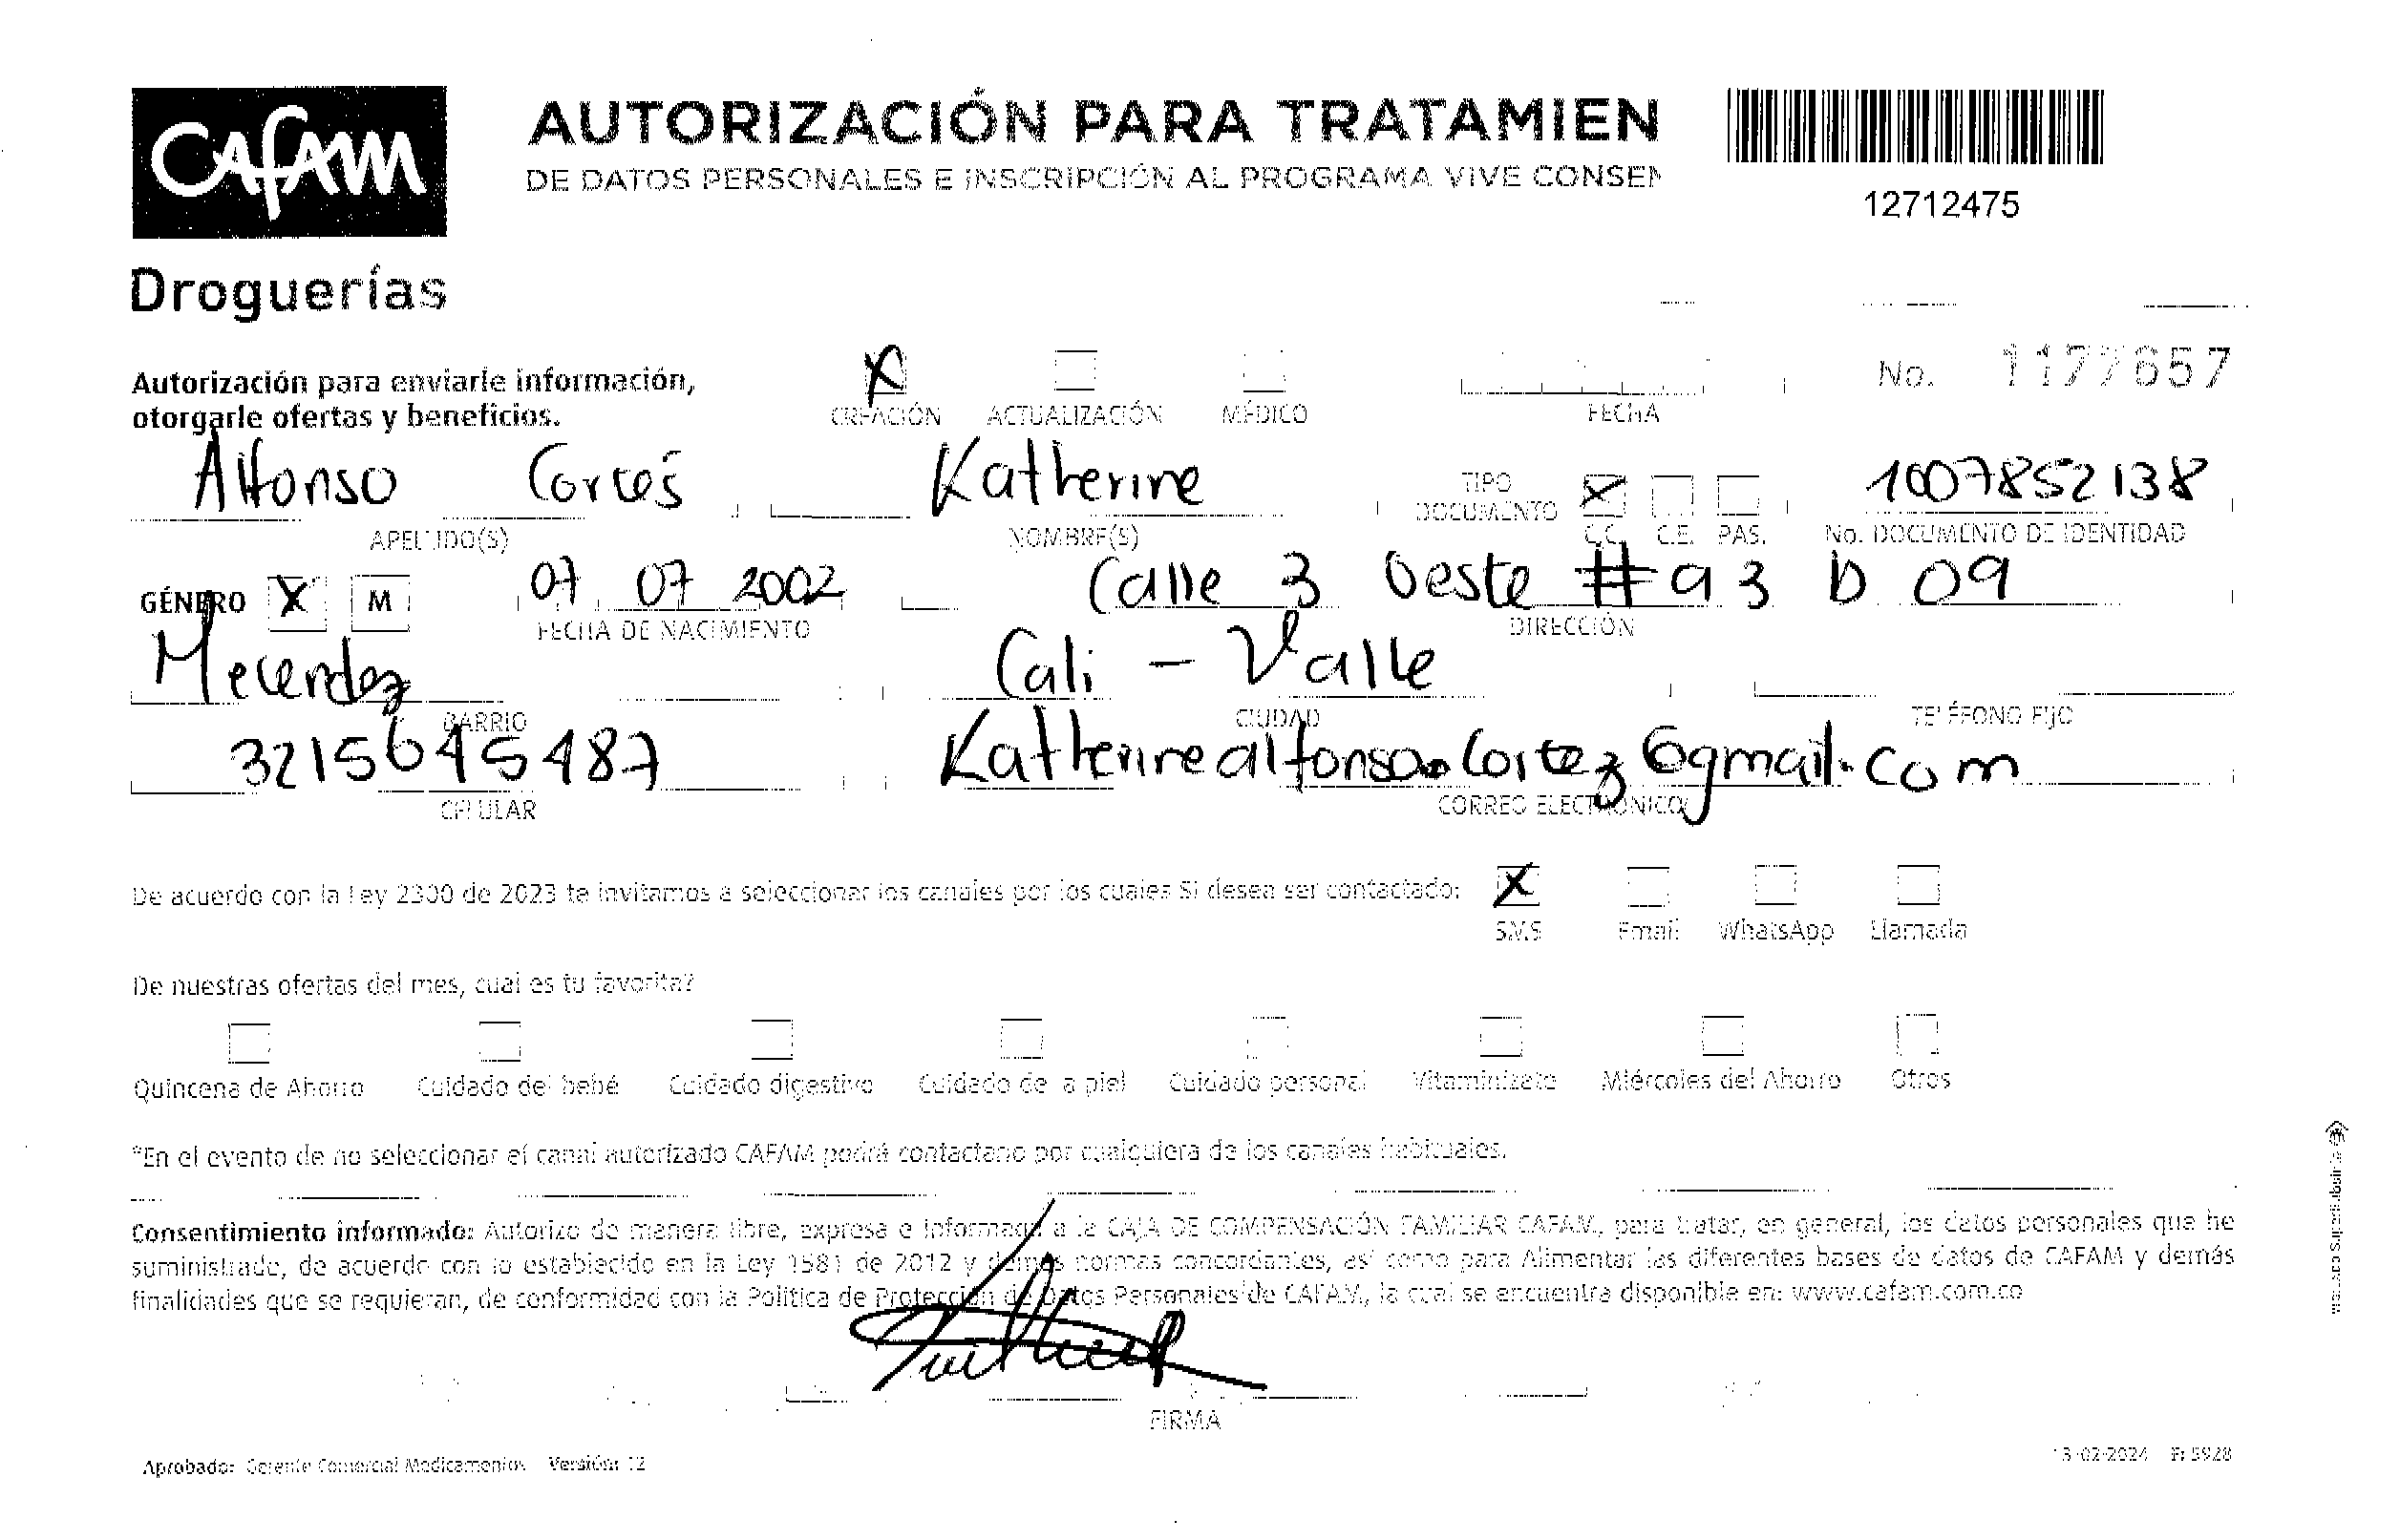 CAFAM
Droguerías
AUTORIZACIÓN PARA TRATAMIEN
DE DATOS PERSONALES E INSCRIPCIÓN AL PROGRAMA VIVE CONSEN
12712475
Autorización para enviarle información,
otorgarle ofertas y beneficios.
X CREACIÓN ACTUALIZACIÓN MÉDICO FECHA No. 1177657
Alfonso Cortés Katherine TIPO DOCUMENTO X 1007852138
APELLIDO(S) NOMBRE(S) C.C. C.E. PAS. No. DOCUMENTO DE IDENTIDAD
GÉNERO X M 07 07 2002 Calle 3 Oeste # 93 D 09
FECHA DE NACIMIENTO DIRECCIÓN
Cali - Valle
BARRIO CIUDAD TELÉFONO FIJO
3215645487 Katherinealfonso.Cortez@gmail.com
CELULAR CORREO ELECTRÓNICO
De acuerdo con la Ley 2300 de 2023 te invitamos a seleccionar los canales por los cuales Si desea ser contactado: X
SMS Email WhatsApp Llamada
De nuestras ofertas del mes, cual es tu favorita?
Quincena de Ahorro Cuidado del bebé Cuidado digestivo Cuidado de la piel Cuidado personal Vitaminízate Miércoles del Ahorro Otros
*En el evento de no seleccionar el canal autorizado CAFAM podrá contactarlo por cualquiera de los canales habituales.
Consentimiento informado: Autorizo de manera libre, expresa e informada a la CAJA DE COMPENSACIÓN FAMILIAR CAFAM, para tratar, en general, los datos personales que he
suministrado, de acuerdo con lo establecido en la Ley 1581 de 2012 y demás normas concordantes, así como para Alimentar las diferentes bases de datos de CAFAM y demás
finalidades que se requieran, de conformidad con la Política de Protección de Datos Personales de CAFAM, la cual se encuentra disponible en: www.cafam.com.co
FIRMA
Aprobado: Gerente Comercial Medicamentos Versión: 12
13-02-2024
VIGILADO Supersubsidio